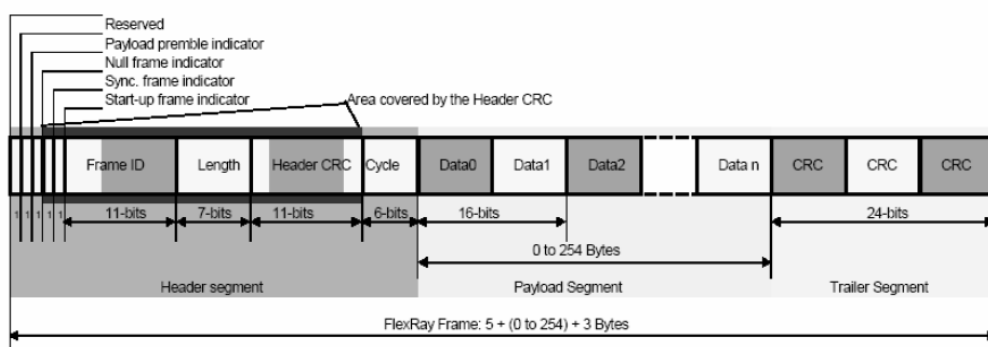 Reserved
Payload premble indicator
Null frame indicator
Sync. frame indicator
Start-up frame indicator
Area covered by the Header CRC
Frame ID Length Header CRC Cycle Data0 Data1 Data2 Data n CRC CRC CRC
1 1 1 1 1 11-bits 7-bits 11-bits 6-bits 16-bits 24-bits
0 to 254 Bytes
Header segment Payload Segment Trailer Segment
FlexRay Frame: 5 + (0 to 254) + 3 Bytes